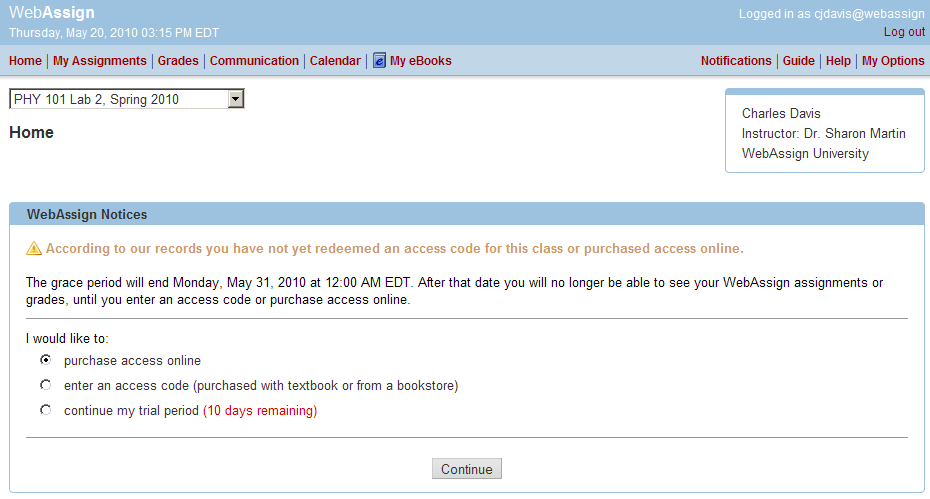 WebAssign
Logged in as cjdavis@webassign
Thursday, May 20, 2010 03:15 PM EDT
Log out
Home | My Assignments | Grades | Communication | Calendar | e My eBooks
Notifications | Guide | Help | My Options
PHY 101 Lab 2, Spring 2010
Home
Charles Davis
Instructor: Dr. Sharon Martin
WebAssign University
WebAssign Notices
According to our records you have not yet redeemed an access code for this class or purchased access online.
The grace period will end Monday, May 31, 2010 at 12:00 AM EDT. After that date you will no longer be able to see your WebAssign assignments or
grades, until you enter an access code or purchase access online.
I would like to:
purchase access online
enter an access code (purchased with textbook or from a bookstore)
continue my trial period (10 days remaining)
Continue